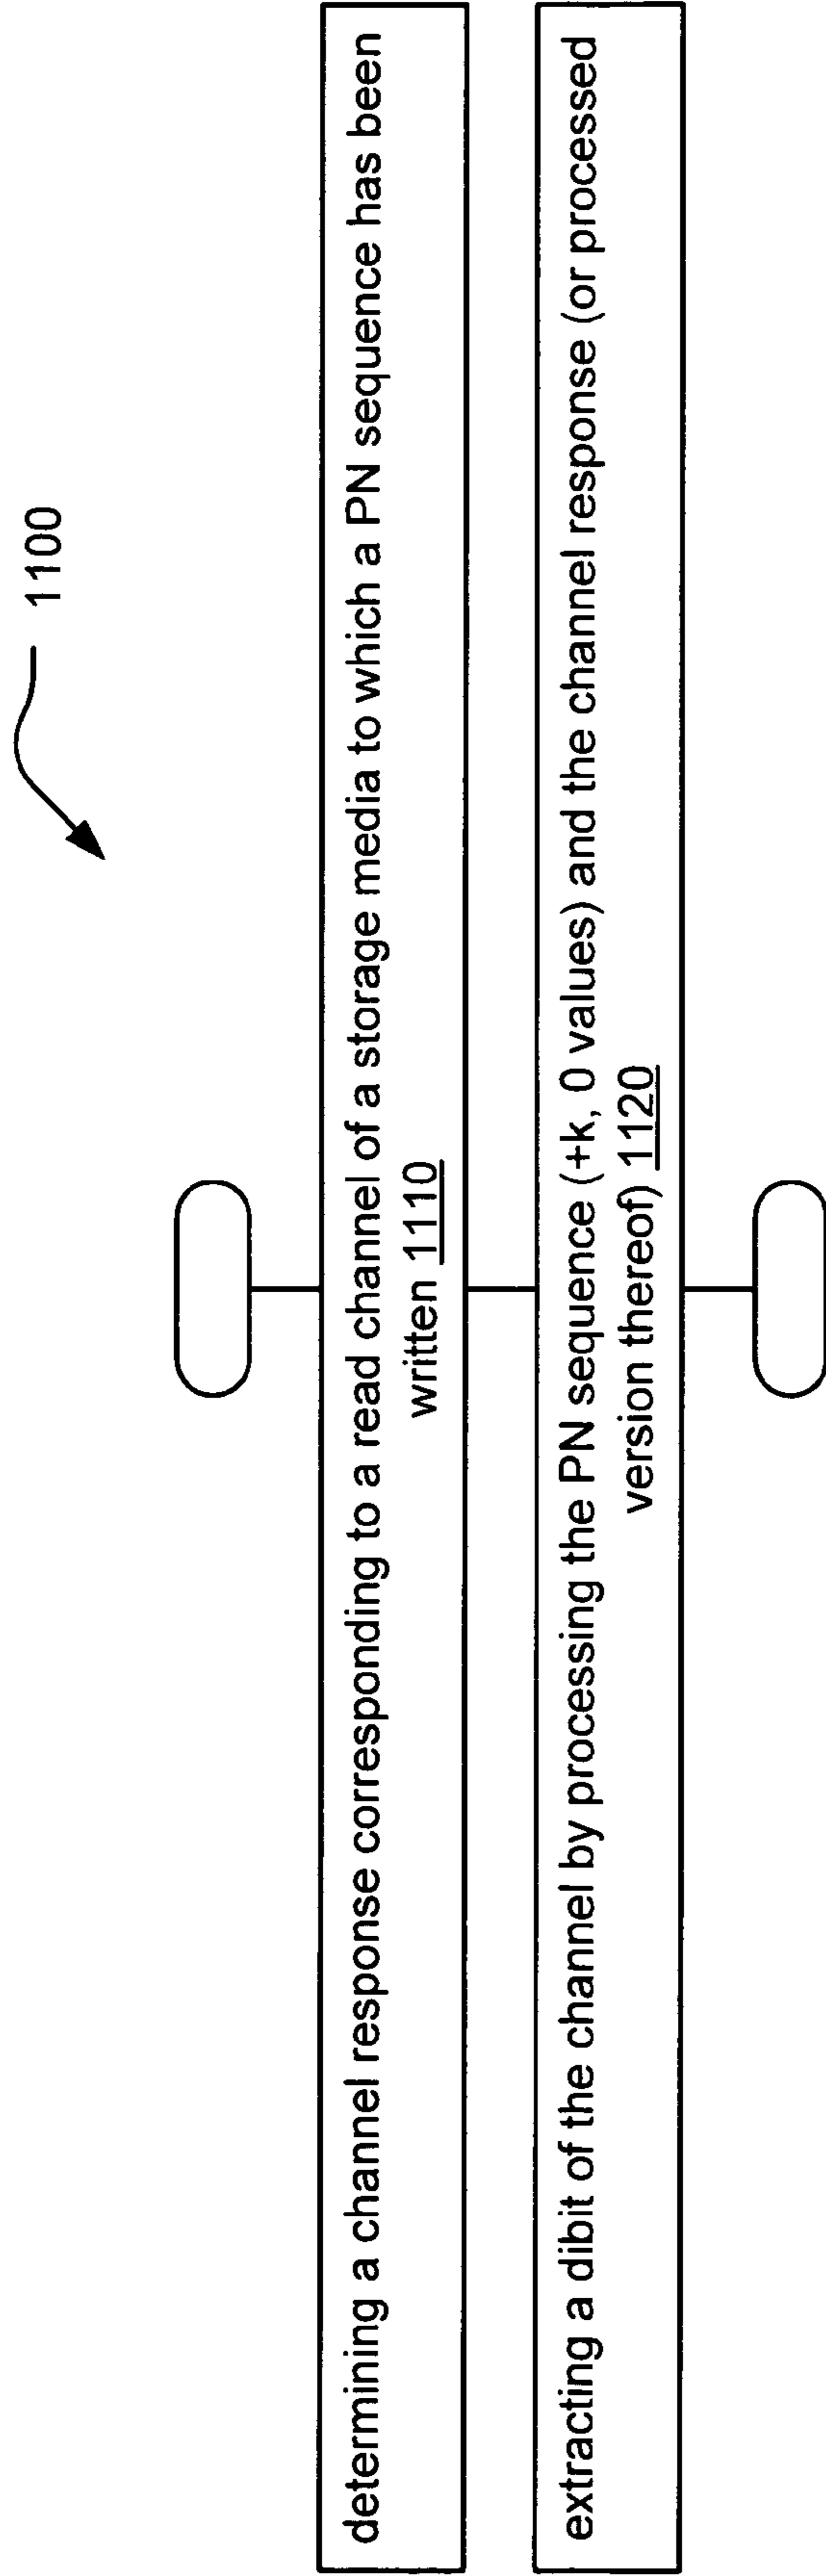 1100
determining a channel response corresponding to a read channel of a storage media to which a PN sequence has been
written 1110
extracting a dibit of the channel by processing the PN sequence (+k, 0 values) and the channel response (or processed
version thereof) 1120